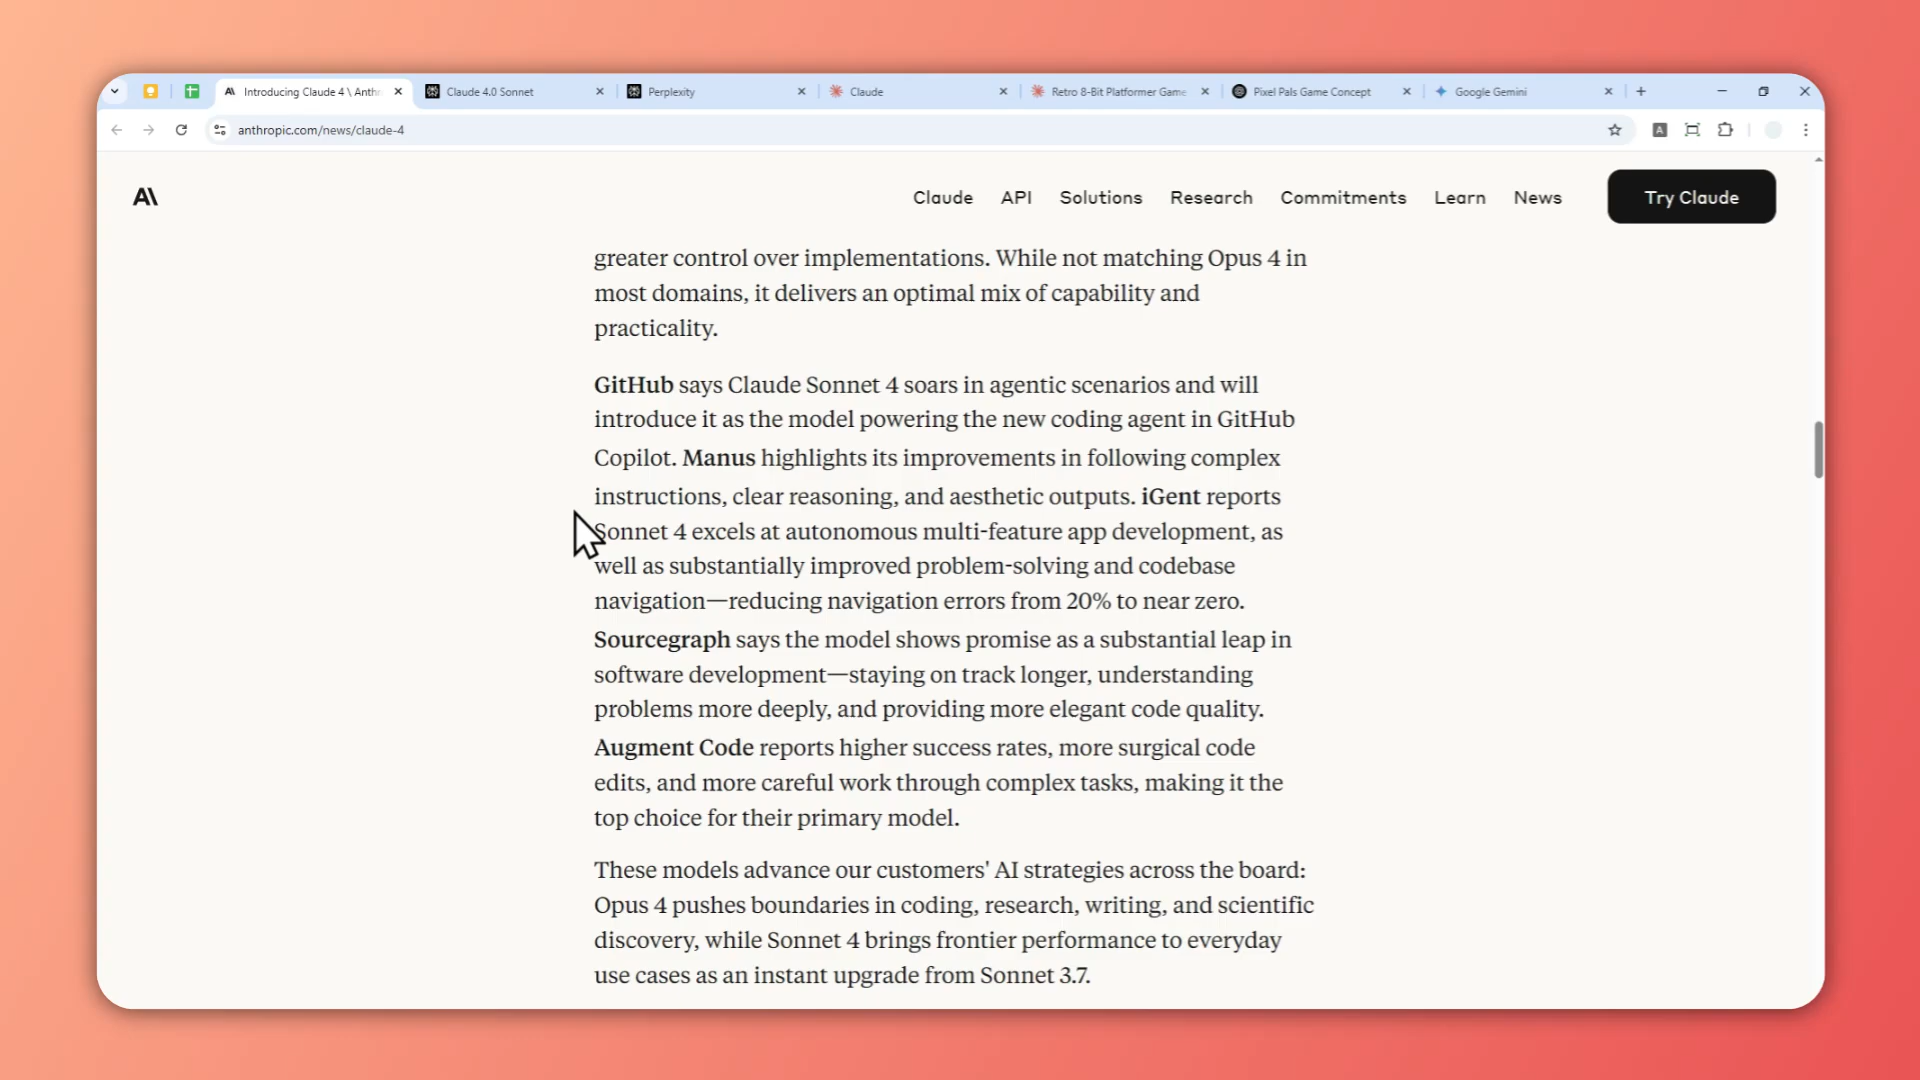 Introducing Claude 4 \ Anthr
Claude 4.0 Sonnet
Perplexity
Claude
Retro 8-Bit Platformer Game
Pixel Pals Game Concept
Google Gemini
anthropic.com/news/claude-4
A
A\
Claude
API
Solutions
Research
Commitments
Learn
News
Try Claude
greater control over implementations. While not matching Opus 4 in
most domains, it delivers an optimal mix of capability and
practicality.
GitHub says Claude Sonnet 4 soars in agentic scenarios and will
introduce it as the model powering the new coding agent in GitHub
Copilot. Manus highlights its improvements in following complex
instructions, clear reasoning, and aesthetic outputs. iGent reports
Sonnet 4 excels at autonomous multi-feature app development, as
well as substantially improved problem-solving and codebase
navigation—reducing navigation errors from 20% to near zero.
Sourcegraph says the model shows promise as a substantial leap in
software development—staying on track longer, understanding
problems more deeply, and providing more elegant code quality.
Augment Code reports higher success rates, more surgical code
edits, and more careful work through complex tasks, making it the
top choice for their primary model.
These models advance our customers' AI strategies across the board:
Opus 4 pushes boundaries in coding, research, writing, and scientific
discovery, while Sonnet 4 brings frontier performance to everyday
use cases as an instant upgrade from Sonnet 3.7.